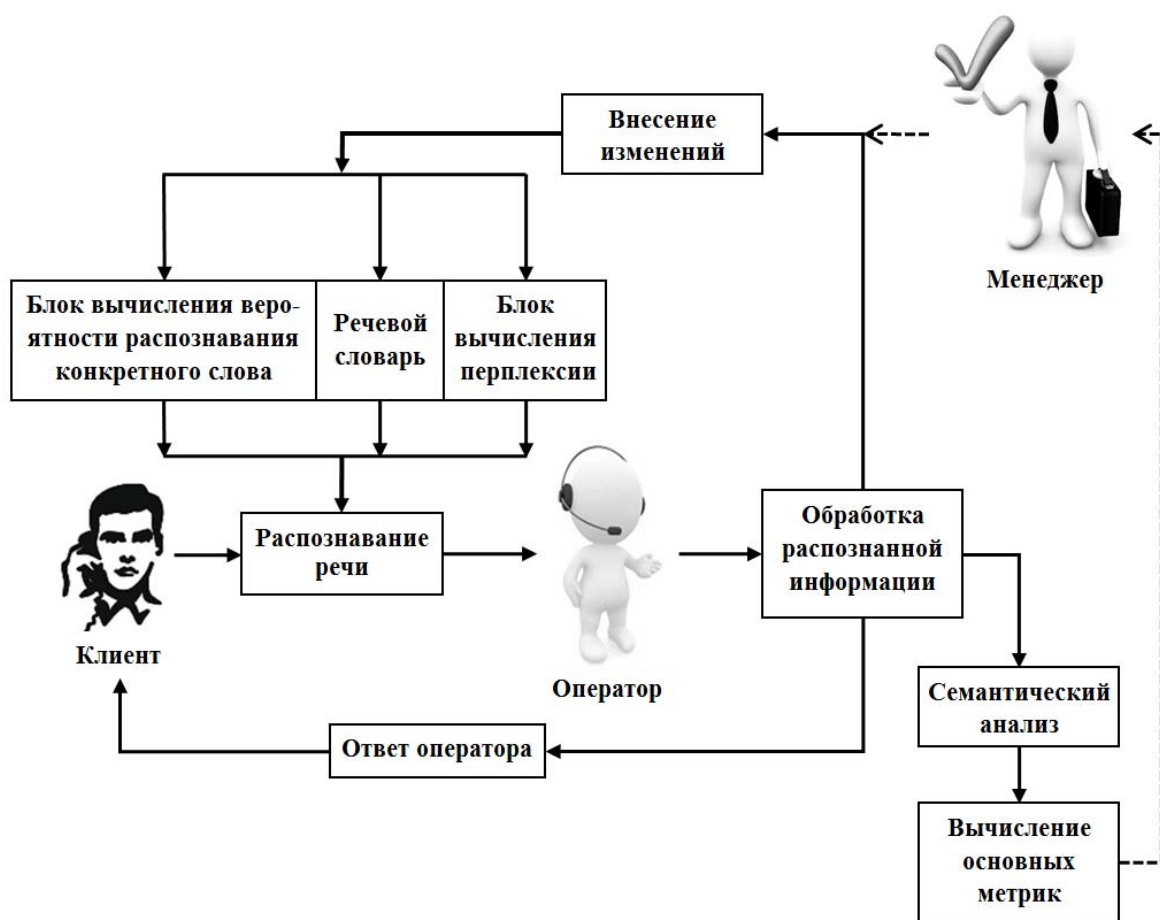 Внесение
изменений
Менеджер
Блок вычисления веро-
ятности распознавания
конкретного слова
Речевой
словарь
Блок
вычисления
перплексии
Распознавание
речи
Обработка
распознанной
информации
Клиент
Оператор
Семантический
анализ
Ответ оператора
Вычисление
основных
метрик